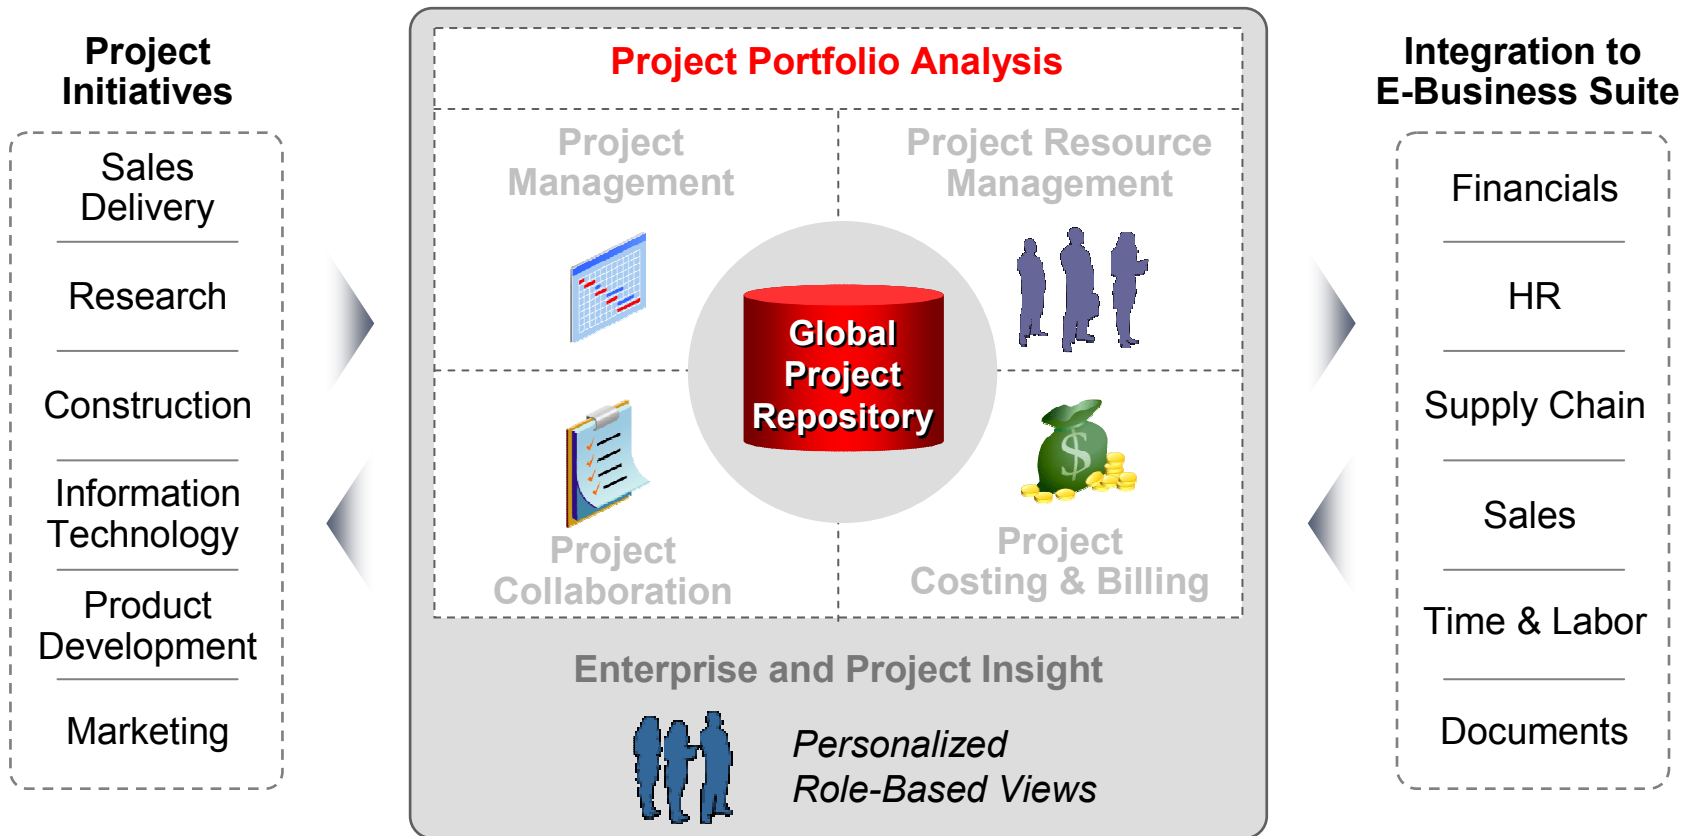 Project
Initiatives
Sales
Delivery
Research
Construction
Information
Technology
Product
Development
Marketing
Project Portfolio Analysis
Project
Management
Project Resource
Management
Global
Project
Repository
$
Project
Collaboration
Project
Costing & Billing
Enterprise and Project Insight
Personalized
Role-Based Views
Integration to
E-Business Suite
Financials
HR
Supply Chain
Sales
Time & Labor
Documents